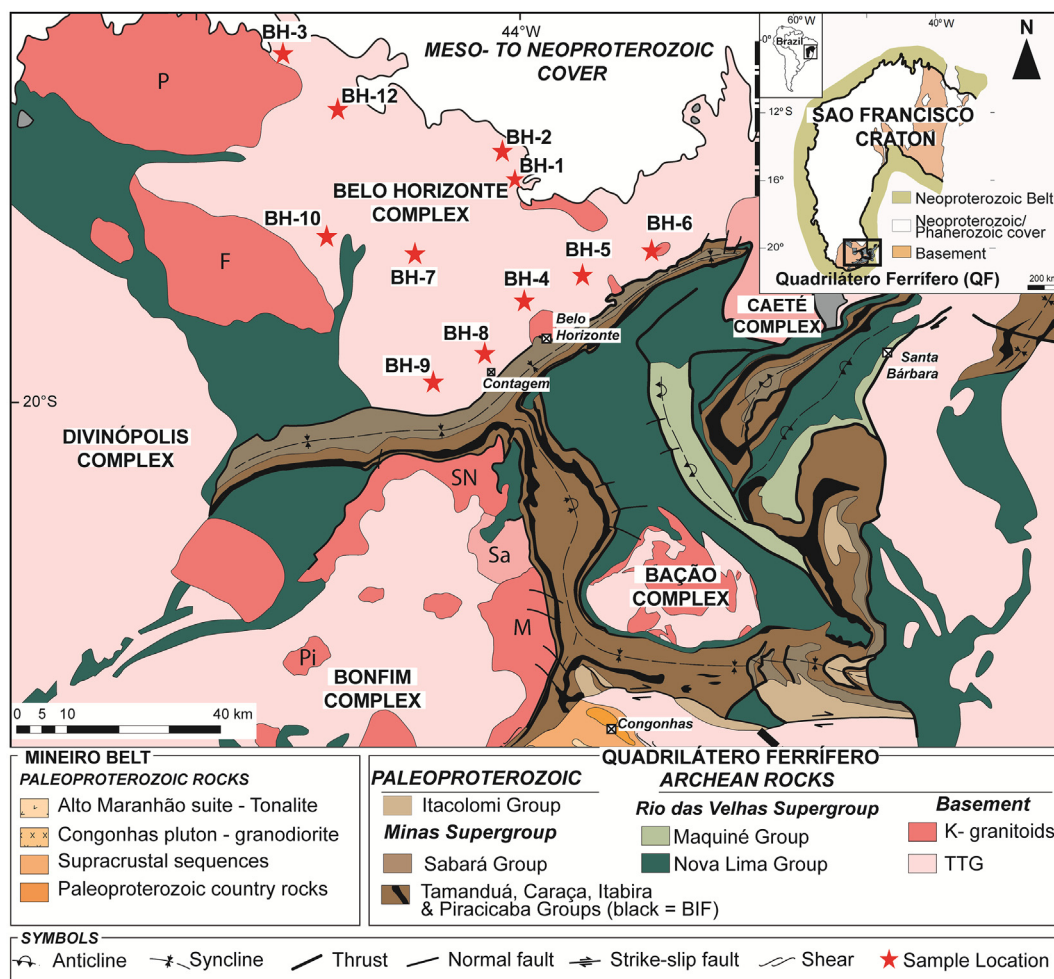 BH-3
44°W
MESO- TO NEOPROTEROZOIC
COVER
P
BH-12
BH-2
BH-1
BELO HORIZONTE
COMPLEX
BH-10
BH-6
BH-5
F
BH-7
BH-4
Belo
Horizonte
CAETÉ
COMPLEX
BH-8
BH-9
Contagem
Santa
Bárbara
20°S
DIVINÓPOLIS
COMPLEX
SN
Sa
BAÇÃO
COMPLEX
M
Pi
BONFIM
COMPLEX
0 5 10 40 km
Congonhas
60°W
40°W
Brazil
N
8°S
12°S
SAO FRANCISCO
CRATON
16°S
Neoproterozoic Belt
Neoproterozoic/
Phanerozoic cover
20°
Basement
Quadrilátero Ferrífero (QF)
200 km
MINEIRO BELT
PALEOPROTEROZOIC ROCKS
Alto Maranhão suite - Tonalite
Congonhas pluton - granodiorite
Supracrustal sequences
Paleoproterozoic country rocks
QUADRILÁTERO FERRÍFERO
PALEOPROTEROZOIC
Itacolomi Group
Minas Supergroup
Sabará Group
Tamanduá, Caraça, Itabira
& Piracicaba Groups (black = BIF)
ARCHEAN ROCKS
Rio das Velhas Supergroup
Maquiné Group
Nova Lima Group
Basement
K- granitoids
TTG
SYMBOLS
Anticline Syncline Thrust Normal fault Strike-slip fault Shear Sample Location